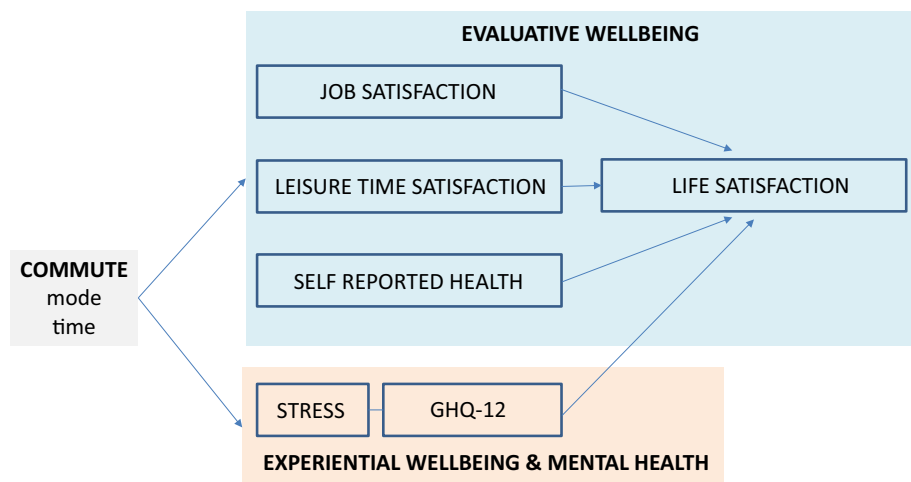 EVALUATIVE WELLBEING
JOB SATISFACTION
LEISURE TIME SATISFACTION
LIFE SATISFACTION
SELF REPORTED HEALTH
COMMUTE
mode
time
STRESS
GHQ-12
EXPERIENTIAL WELLBEING & MENTAL HEALTH